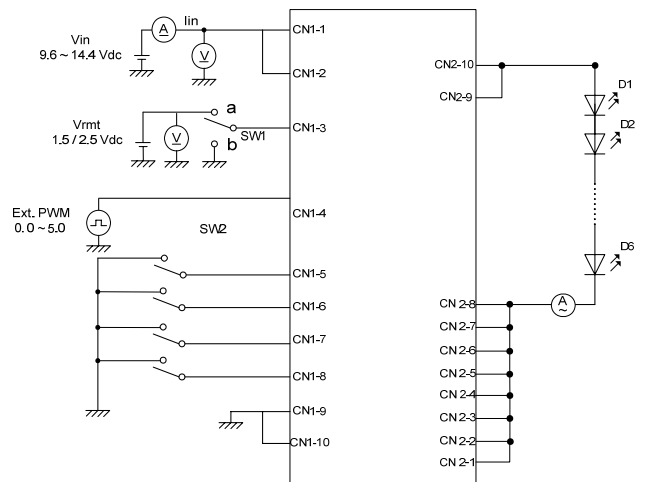 Vin
9.6 ~ 14.4 Vdc
A
Iin
V
CN1-1
CN1-2
Vrmt
1.5 / 2.5 Vdc
V
a
b
SW1
CN1-3
Ext. PWM
0.0 ~ 5.0
CN1-4
SW2
CN1-5
CN1-6
CN1-7
CN1-8
CN1-9
CN1-10
CN2-10
CN2-9
D1
D2
D6
A
~
CN 2-8
CN 2-7
CN 2-6
CN 2-5
CN 2-4
CN 2-3
CN 2-2
CN 2-1